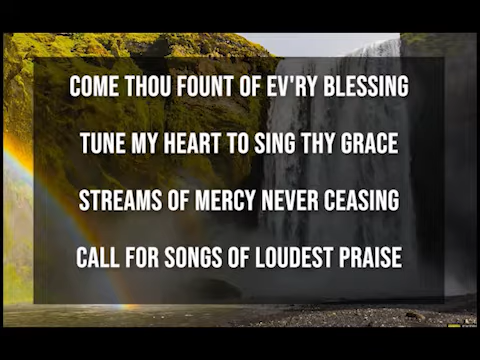 COME THOU FOUNT OF EV'RY BLESSING
TUNE MY HEART TO SING THY GRACE
STREAMS OF MERCY NEVER CEASING
CALL FOR SONGS OF LOUDEST PRAISE